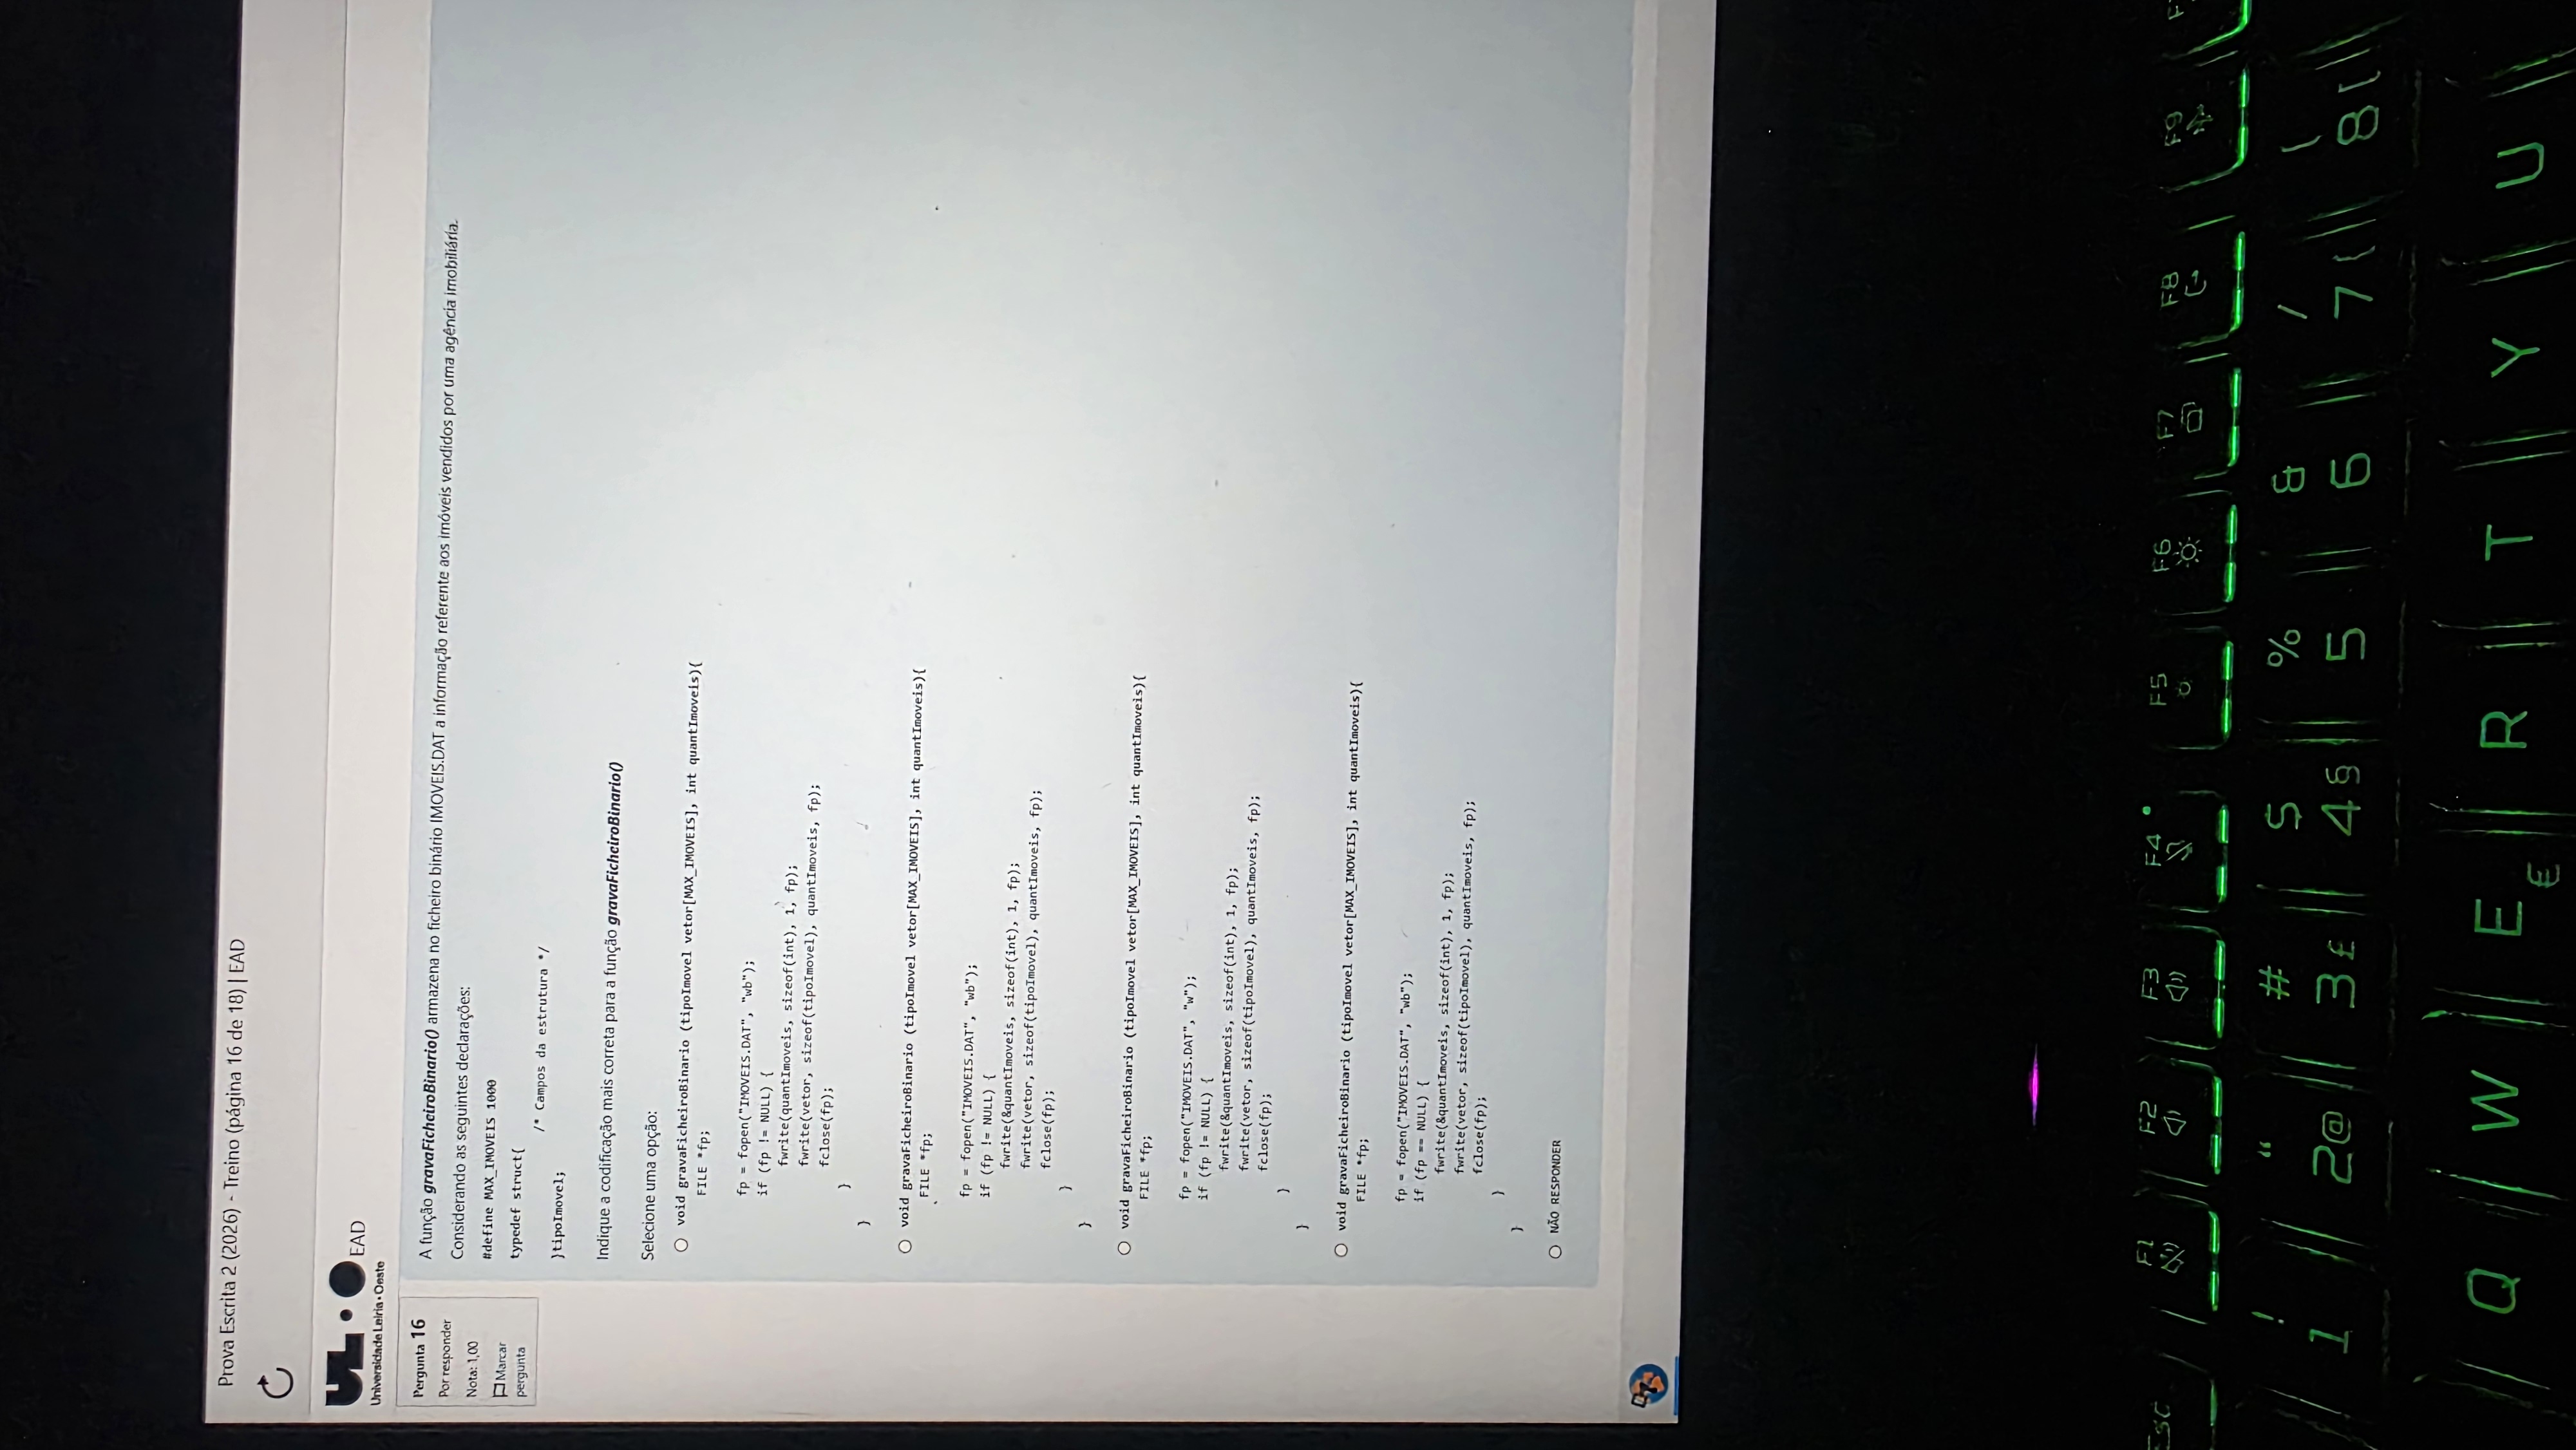 Prova Escrita 2 (2026) - Treino (página 16 de 18) | EAD
UL EAD
Universidade Leiria • Oeste
Pergunta 16
Por responder
Nota: 1,00
Marcar
pergunta
A função gravaFicheiroBinario() armazena no ficheiro binário IMOVEIS.DAT a informação referente aos imóveis vendidos por uma agência imobiliária.
Considerando as seguintes declarações:
#define MAX_IMOVEIS 1000
typedef struct{
/* Campos da estrutura */
}tipoImovel;
Indique a codificação mais correta para a função gravaFicheiroBinario()
Selecione uma opção:
void gravaFicheiroBinario (tipoImovel vetor[MAX_IMOVEIS], int quantImoveis){
FILE *fp;
fp = fopen("IMOVEIS.DAT", "wb");
if (fp != NULL) {
fwrite(quantImoveis, sizeof(int), 1, fp);
fwrite(vetor, sizeof(tipoImovel), quantImoveis, fp);
fclose(fp);
}
}
void gravaFicheiroBinario (tipoImovel vetor[MAX_IMOVEIS], int quantImoveis){
FILE *fp;
fp = fopen("IMOVEIS.DAT", "wb");
if (fp != NULL) {
fwrite(&quantImoveis, sizeof(int), 1, fp);
fwrite(vetor, sizeof(tipoImovel), quantImoveis, fp);
fclose(fp);
}
}
void gravaFicheiroBinario (tipoImovel vetor[MAX_IMOVEIS], int quantImoveis){
FILE *fp;
fp = fopen("IMOVEIS.DAT", "w");
if (fp != NULL) {
fwrite(&quantImoveis, sizeof(int), 1, fp);
fwrite(vetor, sizeof(tipoImovel), quantImoveis, fp);
fclose(fp);
}
}
void gravaFicheiroBinario (tipoImovel vetor[MAX_IMOVEIS], int quantImoveis){
FILE *fp;
fp = fopen("IMOVEIS.DAT", "wb");
if (fp == NULL) {
fwrite(&quantImoveis, sizeof(int), 1, fp);
fwrite(vetor, sizeof(tipoImovel), quantImoveis, fp);
fclose(fp);
}
}
NÃO RESPONDER
ESC F1 F2 F3 F4 F5 F6 F7 F8 F9
! “ # $ % & / (
1 2@ 3£ 4§ 5 6 7{ 8[
Q W E € R T Y U